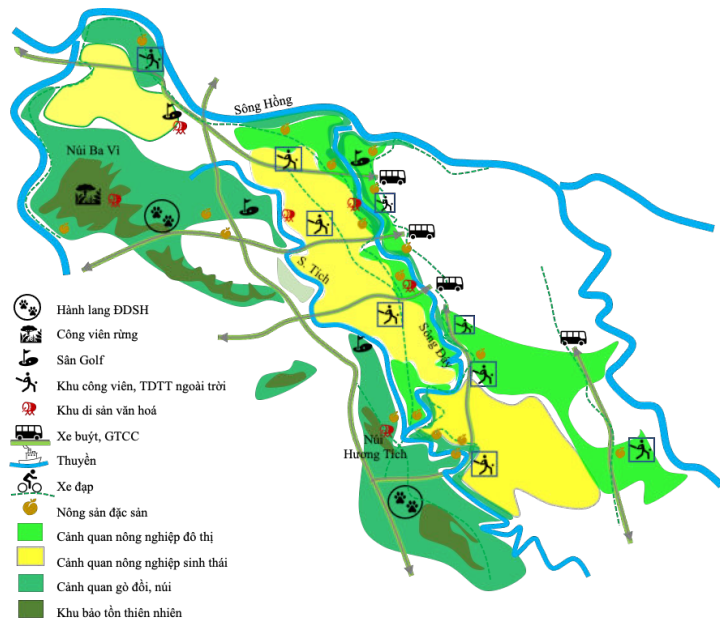 Sông Hồng
Núi Ba Vì
S. Tích
Sông Đáy
Núi
Hương Tích
Hành lang ĐDSH
Công viên rừng
Sân Golf
Khu công viên, TDTT ngoài trời
Khu di sản văn hoá
Xe buýt, GTCC
Thuyền
Xe đạp
Nông sản đặc sản
Cảnh quan nông nghiệp đô thị
Cảnh quan nông nghiệp sinh thái
Cảnh quan gò đồi, núi
Khu bảo tồn thiên nhiên